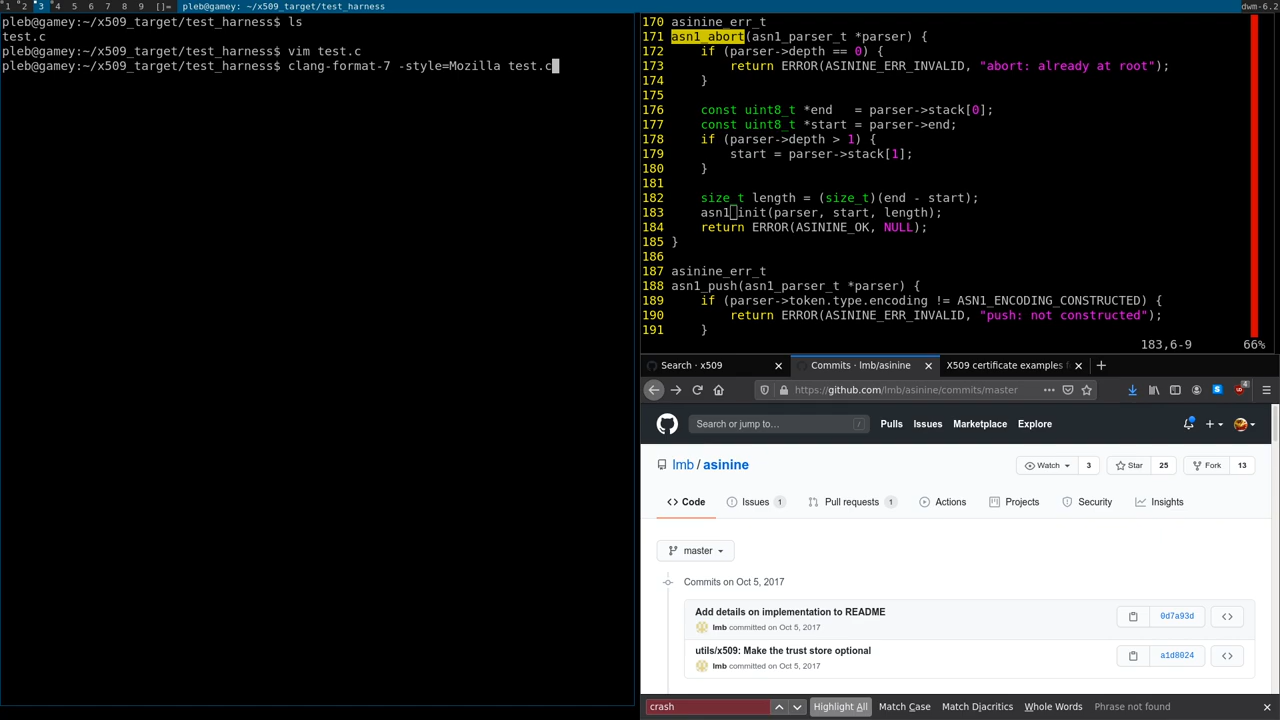 1 2 3 4 5 6 7 8 9 []= pleb@gamey: ~/x509_target/test_harness dwm-6.2
pleb@gamey:~/x509_target/test_harness$ ls
test.c
pleb@gamey:~/x509_target/test_harness$ vim test.c
pleb@gamey:~/x509_target/test_harness$ clang-format-7 -style=Mozilla test.c
170 asinine_err_t
171 asn1_abort(asn1_parser_t *parser) {
172     if (parser->depth == 0) {
173         return ERROR(ASININE_ERR_INVALID, "abort: already at root");
174     }
175
176     const uint8_t *end   = parser->stack[0];
177     const uint8_t *start = parser->end;
178     if (parser->depth > 1) {
179         start = parser->stack[1];
180     }
181
182     size_t length = (size_t)(end - start);
183     asn1_init(parser, start, length);
184     return ERROR(ASININE_OK, NULL);
185 }
186
187 asinine_err_t
188 asn1_push(asn1_parser_t *parser) {
189     if (parser->token.type.encoding != ASN1_ENCODING_CONSTRUCTED) {
190         return ERROR(ASININE_ERR_INVALID, "push: not constructed");
191     }
183,6-9 66%
Search · x509 Commits · lmb/asinine X509 certificate examples f
https://github.com/lmb/asinine/commits/master 4
Search or jump to… / Pulls Issues Marketplace Explore
lmb / asinine Watch 3 Star 25 Fork 13
Code Issues 1 Pull requests 1 Actions Projects Security Insights
master
Commits on Oct 5, 2017
Add details on implementation to README 0d7a93d
lmb committed on Oct 5, 2017
utils/x509: Make the trust store optional a1d8024
lmb committed on Oct 5, 2017
crash Highlight All Match Case Match Diacritics Whole Words Phrase not found